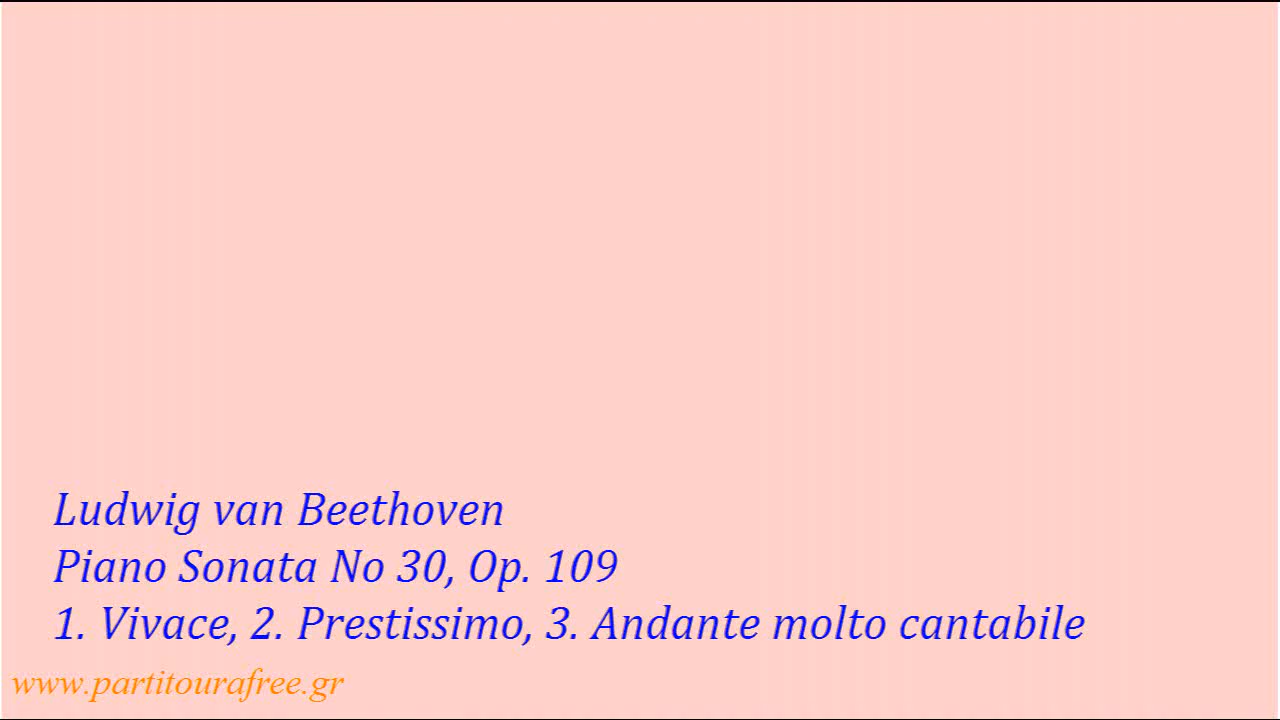 Ludwig van Beethoven
Piano Sonata No 30, Op. 109
1. Vivace, 2. Prestissimo, 3. Andante molto cantabile
www.partitourafree.gr